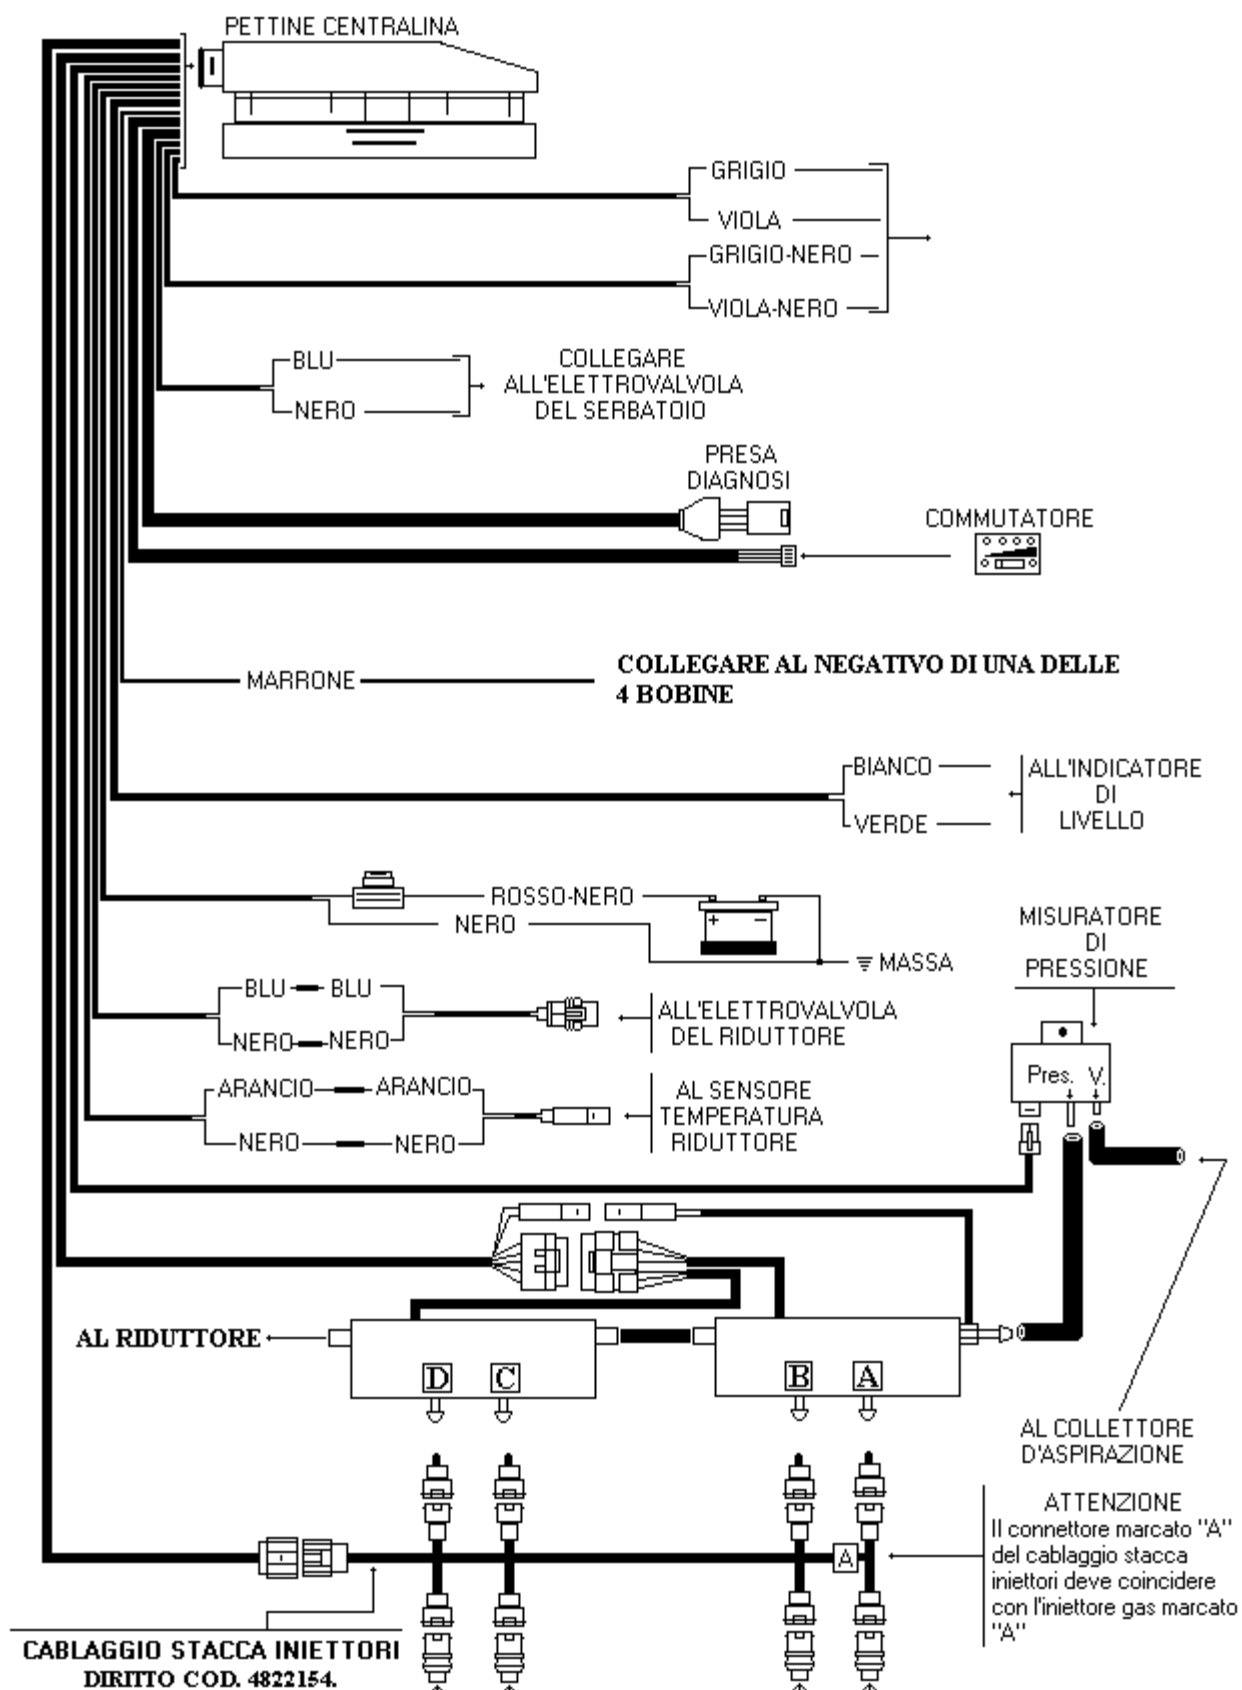 PETTINE CENTRALINA
GRIGIO
VIOLA
GRIGIO-NERO
VIOLA-NERO
BLU
NERO
COLLEGARE
ALL'ELETTROVALVOLA
DEL SERBATOIO
PRESA
DIAGNOSI
COMMUTATORE
MARRONE
COLLEGARE AL NEGATIVO DI UNA DELLE
4 BOBINE
BIANCO
VERDE
ALL'INDICATORE
DI
LIVELLO
ROSSO-NERO
NERO
+ −
MASSA
MISURATORE
DI
PRESSIONE
BLU BLU
NERO NERO
ALL'ELETTROVALVOLA
DEL RIDUTTORE
Pres. V.
ARANCIO ARANCIO
NERO NERO
AL SENSORE
TEMPERATURA
RIDUTTORE
AL RIDUTTORE
D C B A
AL COLLETTORE
D'ASPIRAZIONE
A
ATTENZIONE
Il connettore marcato "A"
del cablaggio stacca
iniettori deve coincidere
con l'iniettore gas marcato
"A"
CABLAGGIO STACCA INIETTORI
DIRITTO COD. 4822154.